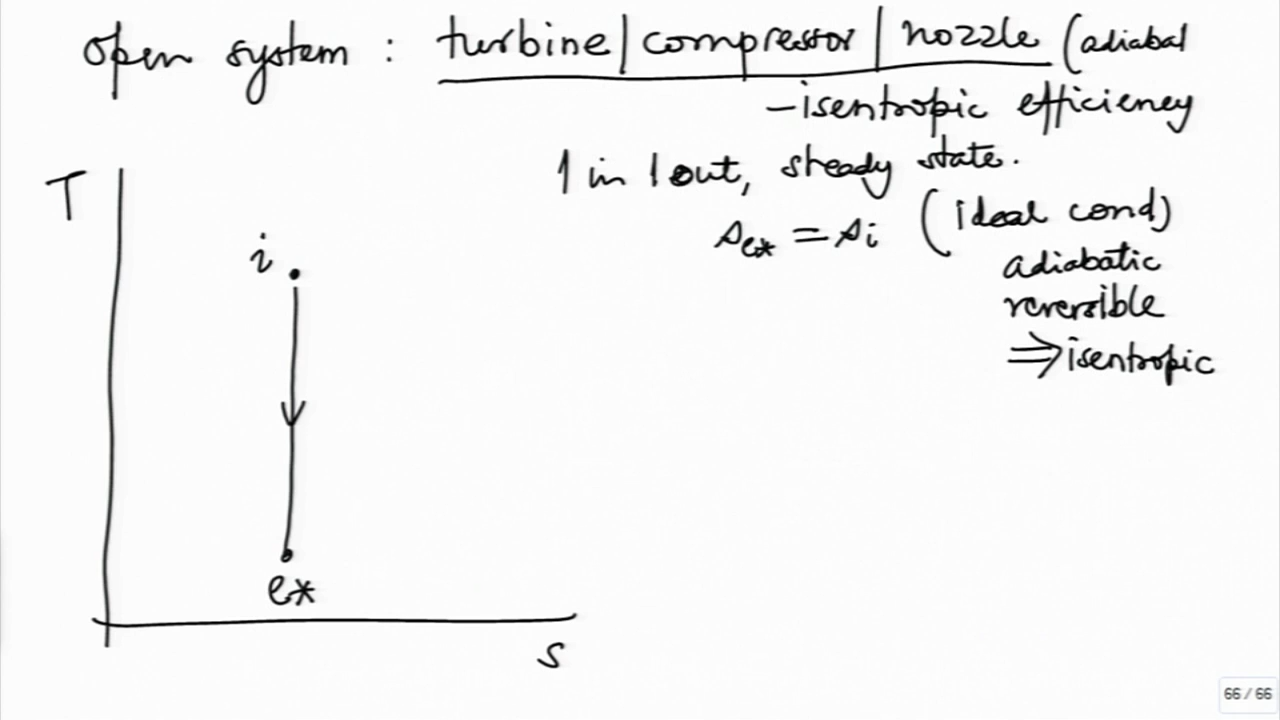 open system : turbine/compressor/nozzle (adiabat
-isentropic efficiency
1 in 1 out, steady state.
s_e* = s_i (ideal cond)
adiabatic
reversible
⇒ isentropic
T
i
e*
s
66 / 66